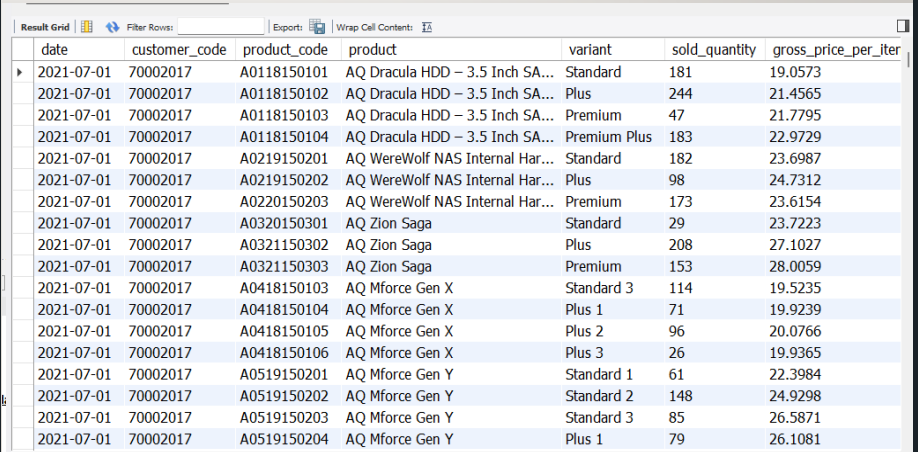 Result Grid Filter Rows: Export: Wrap Cell Content:
date customer_code product_code product variant sold_quantity gross_price_per_iter
2021-07-01 70002017 A0118150101 AQ Dracula HDD – 3.5 Inch SA... Standard 181 19.0573
2021-07-01 70002017 A0118150102 AQ Dracula HDD – 3.5 Inch SA... Plus 244 21.4565
2021-07-01 70002017 A0118150103 AQ Dracula HDD – 3.5 Inch SA... Premium 47 21.7795
2021-07-01 70002017 A0118150104 AQ Dracula HDD – 3.5 Inch SA... Premium Plus 183 22.9729
2021-07-01 70002017 A0219150201 AQ WereWolf NAS Internal Har... Standard 182 23.6987
2021-07-01 70002017 A0219150202 AQ WereWolf NAS Internal Har... Plus 98 24.7312
2021-07-01 70002017 A0220150203 AQ WereWolf NAS Internal Har... Premium 173 23.6154
2021-07-01 70002017 A0320150301 AQ Zion Saga Standard 29 23.7223
2021-07-01 70002017 A0321150302 AQ Zion Saga Plus 208 27.1027
2021-07-01 70002017 A0321150303 AQ Zion Saga Premium 153 28.0059
2021-07-01 70002017 A0418150103 AQ Mforce Gen X Standard 3 114 19.5235
2021-07-01 70002017 A0418150104 AQ Mforce Gen X Plus 1 71 19.9239
2021-07-01 70002017 A0418150105 AQ Mforce Gen X Plus 2 96 20.0766
2021-07-01 70002017 A0418150106 AQ Mforce Gen X Plus 3 26 19.9365
2021-07-01 70002017 A0519150201 AQ Mforce Gen Y Standard 1 61 22.3984
2021-07-01 70002017 A0519150202 AQ Mforce Gen Y Standard 2 148 24.9298
2021-07-01 70002017 A0519150203 AQ Mforce Gen Y Standard 3 85 26.5871
2021-07-01 70002017 A0519150204 AQ Mforce Gen Y Plus 1 79 26.1081